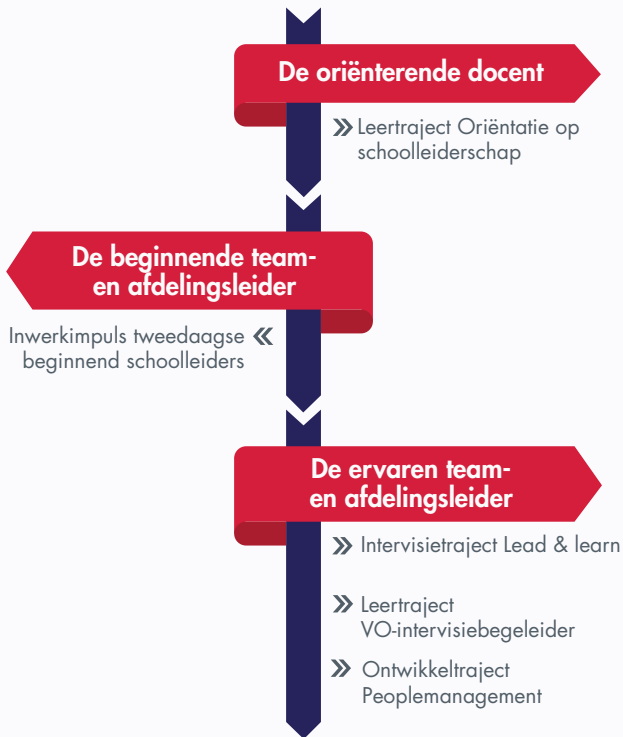 De oriënterende docent
Leertraject Oriëntatie op
schoolleiderschap
De beginnende team-
en afdelingsleider
Inwerkimpuls tweedaagse
beginnend schoolleiders
De ervaren team-
en afdelingsleider
Intervisietraject Lead & learn
Leertraject
VO-intervisiebegeleider
Ontwikkeltraject
Peoplemanagement